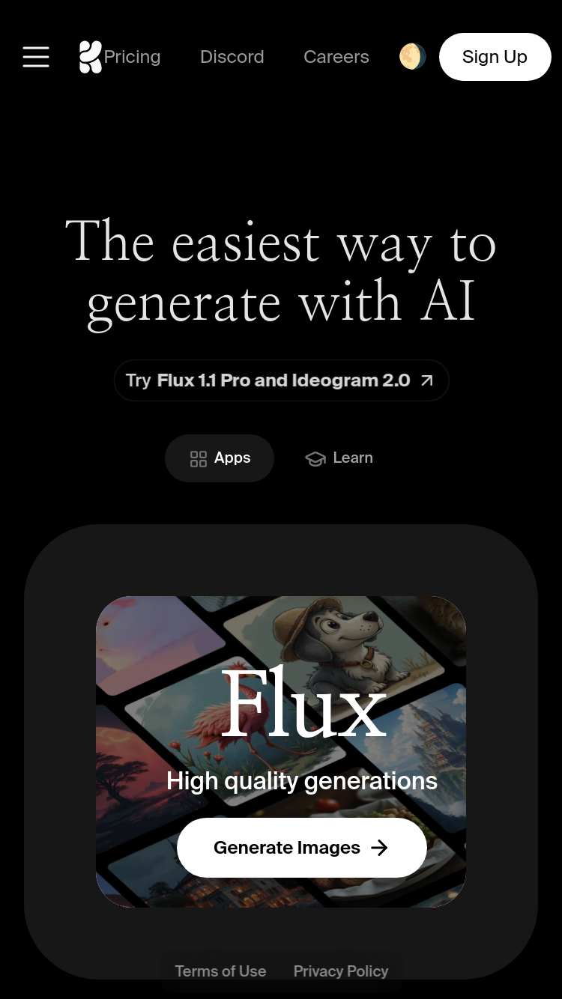 Pricing Discord Careers Sign Up
The easiest way to
generate with AI
Try Flux 1.1 Pro and Ideogram 2.0
Apps Learn
Flux
High quality generations
Generate Images
Terms of Use Privacy Policy